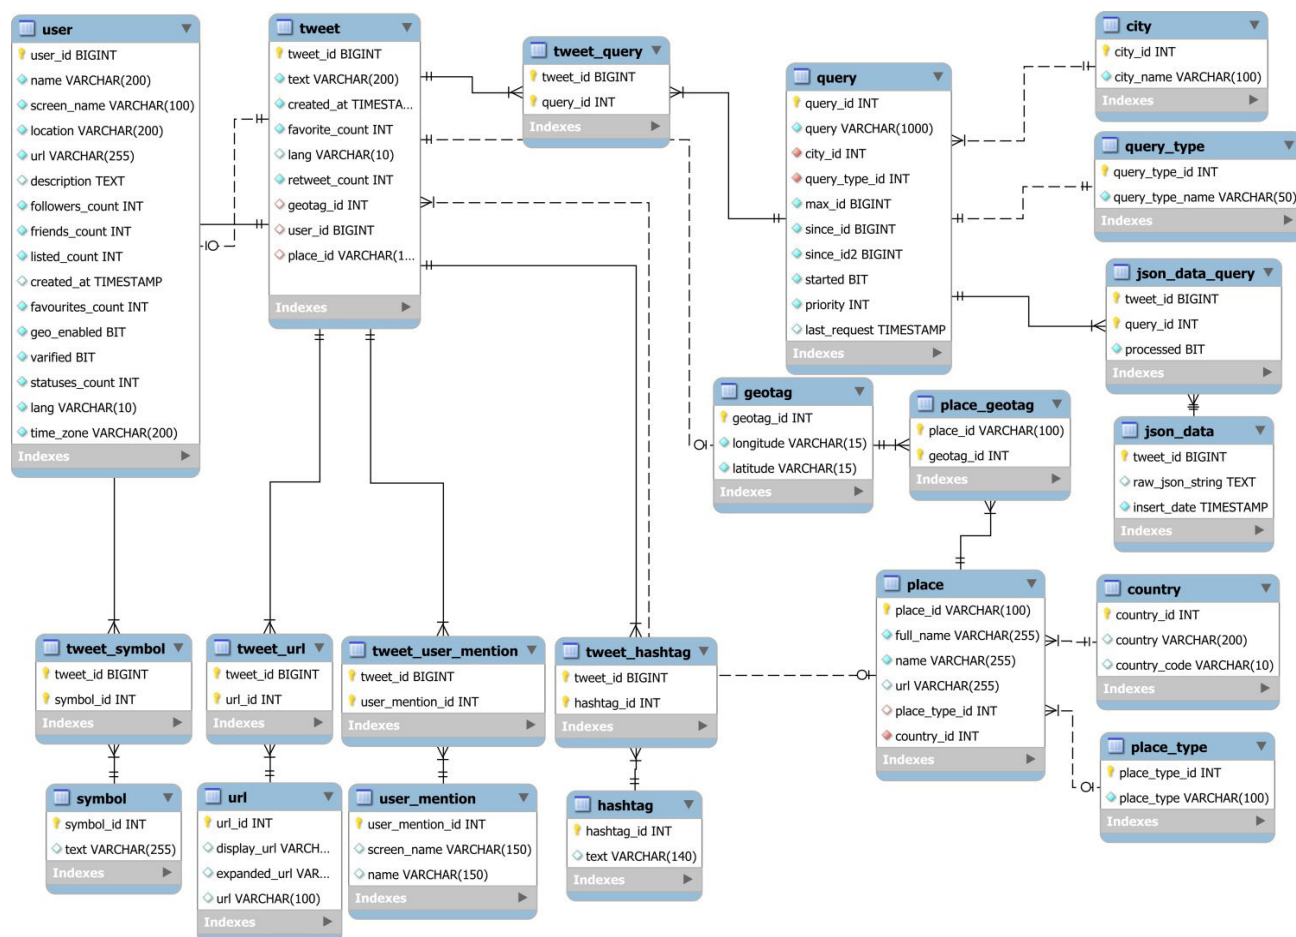 user
user_id BIGINT
name VARCHAR(200)
screen_name VARCHAR(100)
location VARCHAR(200)
url VARCHAR(255)
description TEXT
followers_count INT
friends_count INT
listed_count INT
created_at TIMESTAMP
favourites_count INT
geo_enabled BIT
varified BIT
statuses_count INT
lang VARCHAR(10)
time_zone VARCHAR(200)
Indexes
tweet
tweet_id BIGINT
text VARCHAR(200)
created_at TIMESTA...
favorite_count INT
lang VARCHAR(10)
retweet_count INT
geotag_id INT
user_id BIGINT
place_id VARCHAR(1...
Indexes
tweet_query
tweet_id BIGINT
query_id INT
Indexes
query
query_id INT
query VARCHAR(1000)
city_id INT
query_type_id INT
max_id BIGINT
since_id BIGINT
since_id2 BIGINT
started BIT
priority INT
last_request TIMESTAMP
Indexes
city
city_id INT
city_name VARCHAR(100)
Indexes
query_type
query_type_id INT
query_type_name VARCHAR(50)
Indexes
json_data_query
tweet_id BIGINT
query_id INT
processed BIT
Indexes
json_data
tweet_id BIGINT
raw_json_string TEXT
insert_date TIMESTAMP
Indexes
geotag
geotag_id INT
longitude VARCHAR(15)
latitude VARCHAR(15)
Indexes
place_geotag
place_id VARCHAR(100)
geotag_id INT
Indexes
place
place_id VARCHAR(100)
full_name VARCHAR(255)
name VARCHAR(255)
url VARCHAR(255)
place_type_id INT
country_id INT
Indexes
country
country_id INT
country VARCHAR(200)
country_code VARCHAR(10)
Indexes
place_type
place_type_id INT
place_type VARCHAR(100)
Indexes
tweet_symbol
tweet_id BIGINT
symbol_id INT
Indexes
tweet_url
tweet_id BIGINT
url_id INT
Indexes
tweet_user_mention
tweet_id BIGINT
user_mention_id INT
Indexes
tweet_hashtag
tweet_id BIGINT
hashtag_id INT
Indexes
symbol
symbol_id INT
text VARCHAR(255)
Indexes
url
url_id INT
display_url VARCH...
expanded_url VAR...
url VARCHAR(100)
Indexes
user_mention
user_mention_id INT
screen_name VARCHAR(150)
name VARCHAR(150)
Indexes
hashtag
hashtag_id INT
text VARCHAR(140)
Indexes